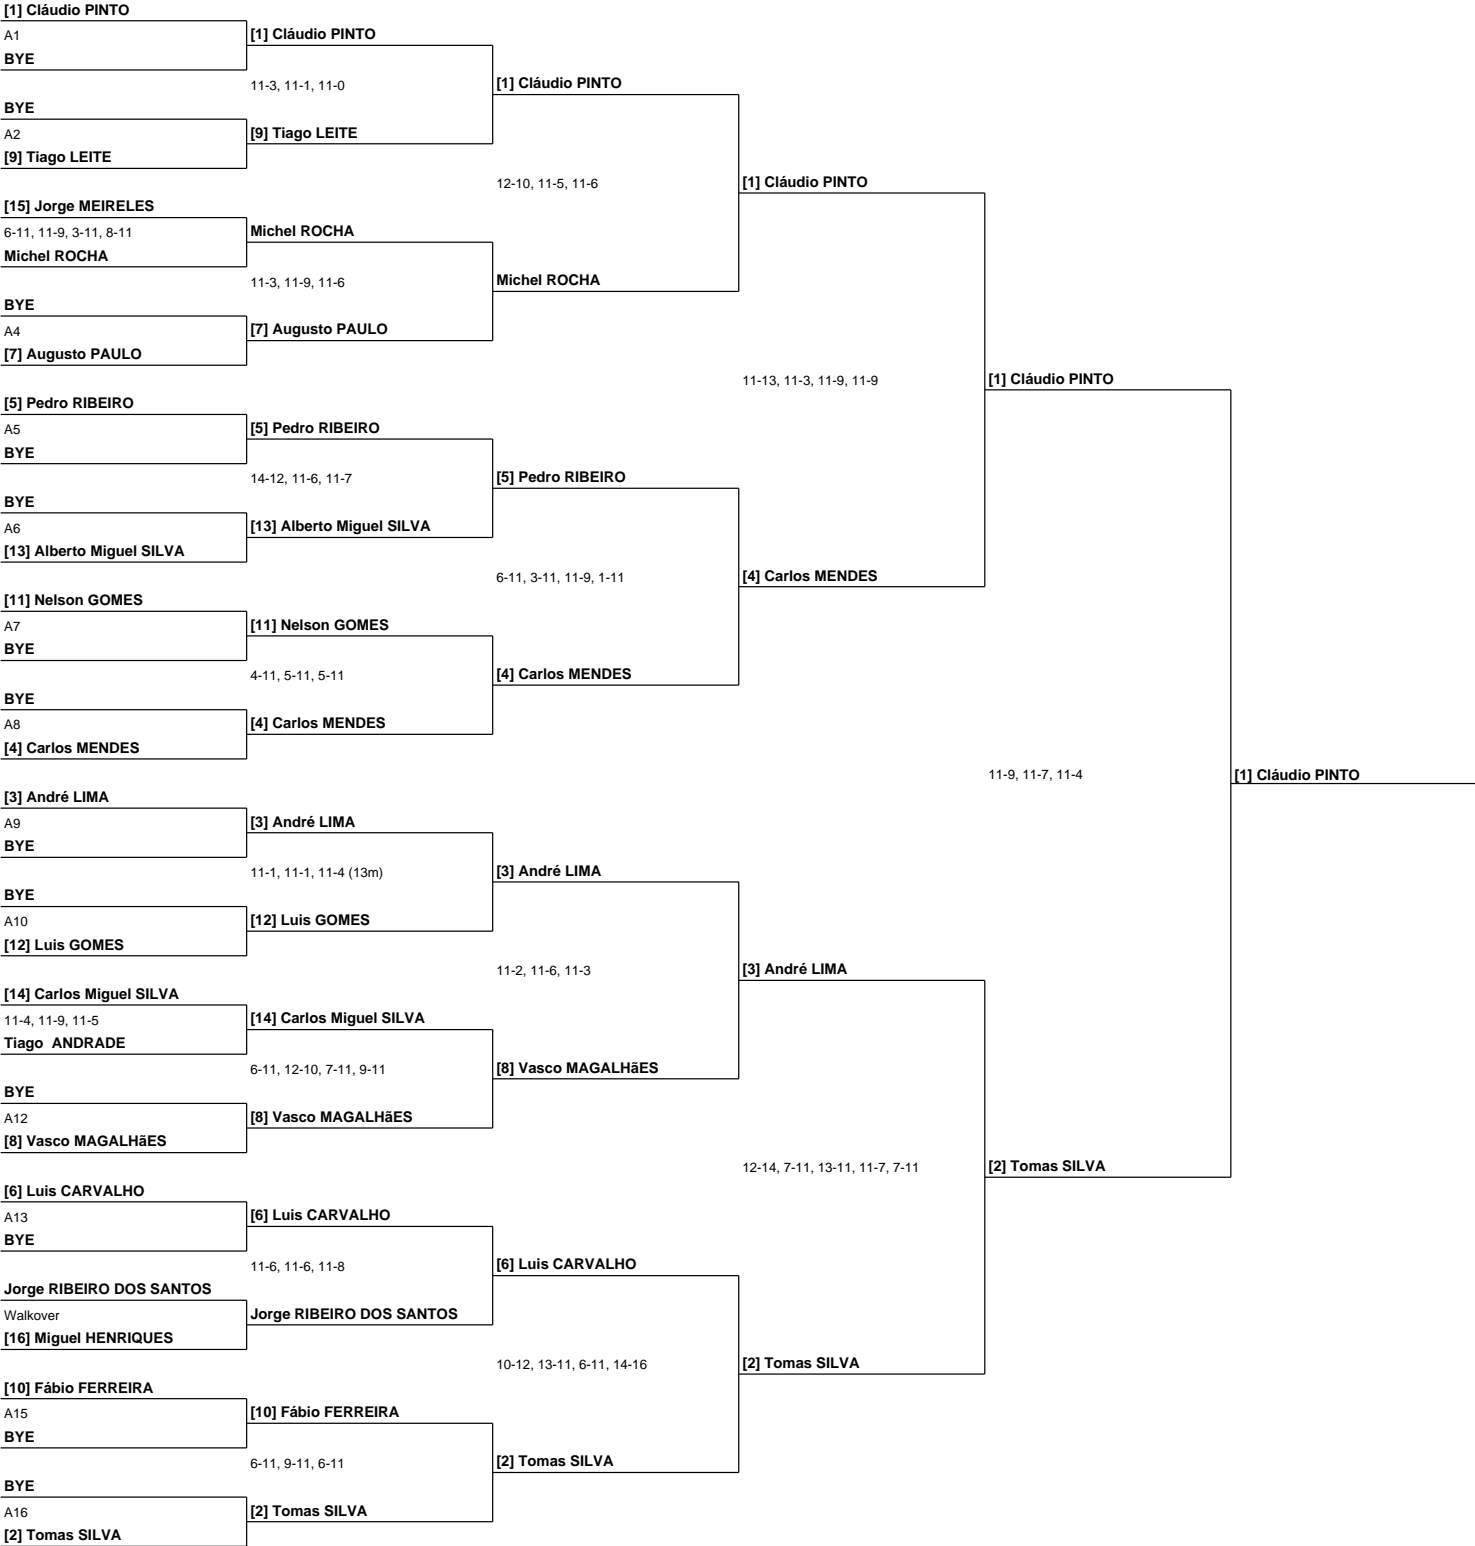 [1] Cláudio PINTO
A1
[1] Cláudio PINTO
BYE
11-3, 11-1, 11-0
[1] Cláudio PINTO
BYE
A2
[9] Tiago LEITE
[9] Tiago LEITE
12-10, 11-5, 11-6
[1] Cláudio PINTO
[15] Jorge MEIRELES
6-11, 11-9, 3-11, 8-11
Michel ROCHA
Michel ROCHA
11-3, 11-9, 11-6
Michel ROCHA
BYE
A4
[7] Augusto PAULO
[7] Augusto PAULO
11-13, 11-3, 11-9, 11-9
[1] Cláudio PINTO
[5] Pedro RIBEIRO
A5
[5] Pedro RIBEIRO
BYE
14-12, 11-6, 11-7
[5] Pedro RIBEIRO
BYE
A6
[13] Alberto Miguel SILVA
[13] Alberto Miguel SILVA
6-11, 3-11, 11-9, 1-11
[4] Carlos MENDES
[11] Nelson GOMES
A7
[11] Nelson GOMES
BYE
4-11, 5-11, 5-11
[4] Carlos MENDES
BYE
A8
[4] Carlos MENDES
[4] Carlos MENDES
11-9, 11-7, 11-4
[1] Cláudio PINTO
[3] André LIMA
A9
[3] André LIMA
BYE
11-1, 11-1, 11-4 (13m)
[3] André LIMA
BYE
A10
[12] Luis GOMES
[12] Luis GOMES
11-2, 11-6, 11-3
[3] André LIMA
[14] Carlos Miguel SILVA
11-4, 11-9, 11-5
[14] Carlos Miguel SILVA
Tiago  ANDRADE
6-11, 12-10, 7-11, 9-11
[8] Vasco MAGALHãES
BYE
A12
[8] Vasco MAGALHãES
[8] Vasco MAGALHãES
12-14, 7-11, 13-11, 11-7, 7-11
[2] Tomas SILVA
[6] Luis CARVALHO
A13
[6] Luis CARVALHO
BYE
11-6, 11-6, 11-8
[6] Luis CARVALHO
Jorge RIBEIRO DOS SANTOS
Walkover
Jorge RIBEIRO DOS SANTOS
[16] Miguel HENRIQUES
10-12, 13-11, 6-11, 14-16
[2] Tomas SILVA
[10] Fábio FERREIRA
A15
[10] Fábio FERREIRA
BYE
6-11, 9-11, 6-11
[2] Tomas SILVA
BYE
A16
[2] Tomas SILVA
[2] Tomas SILVA